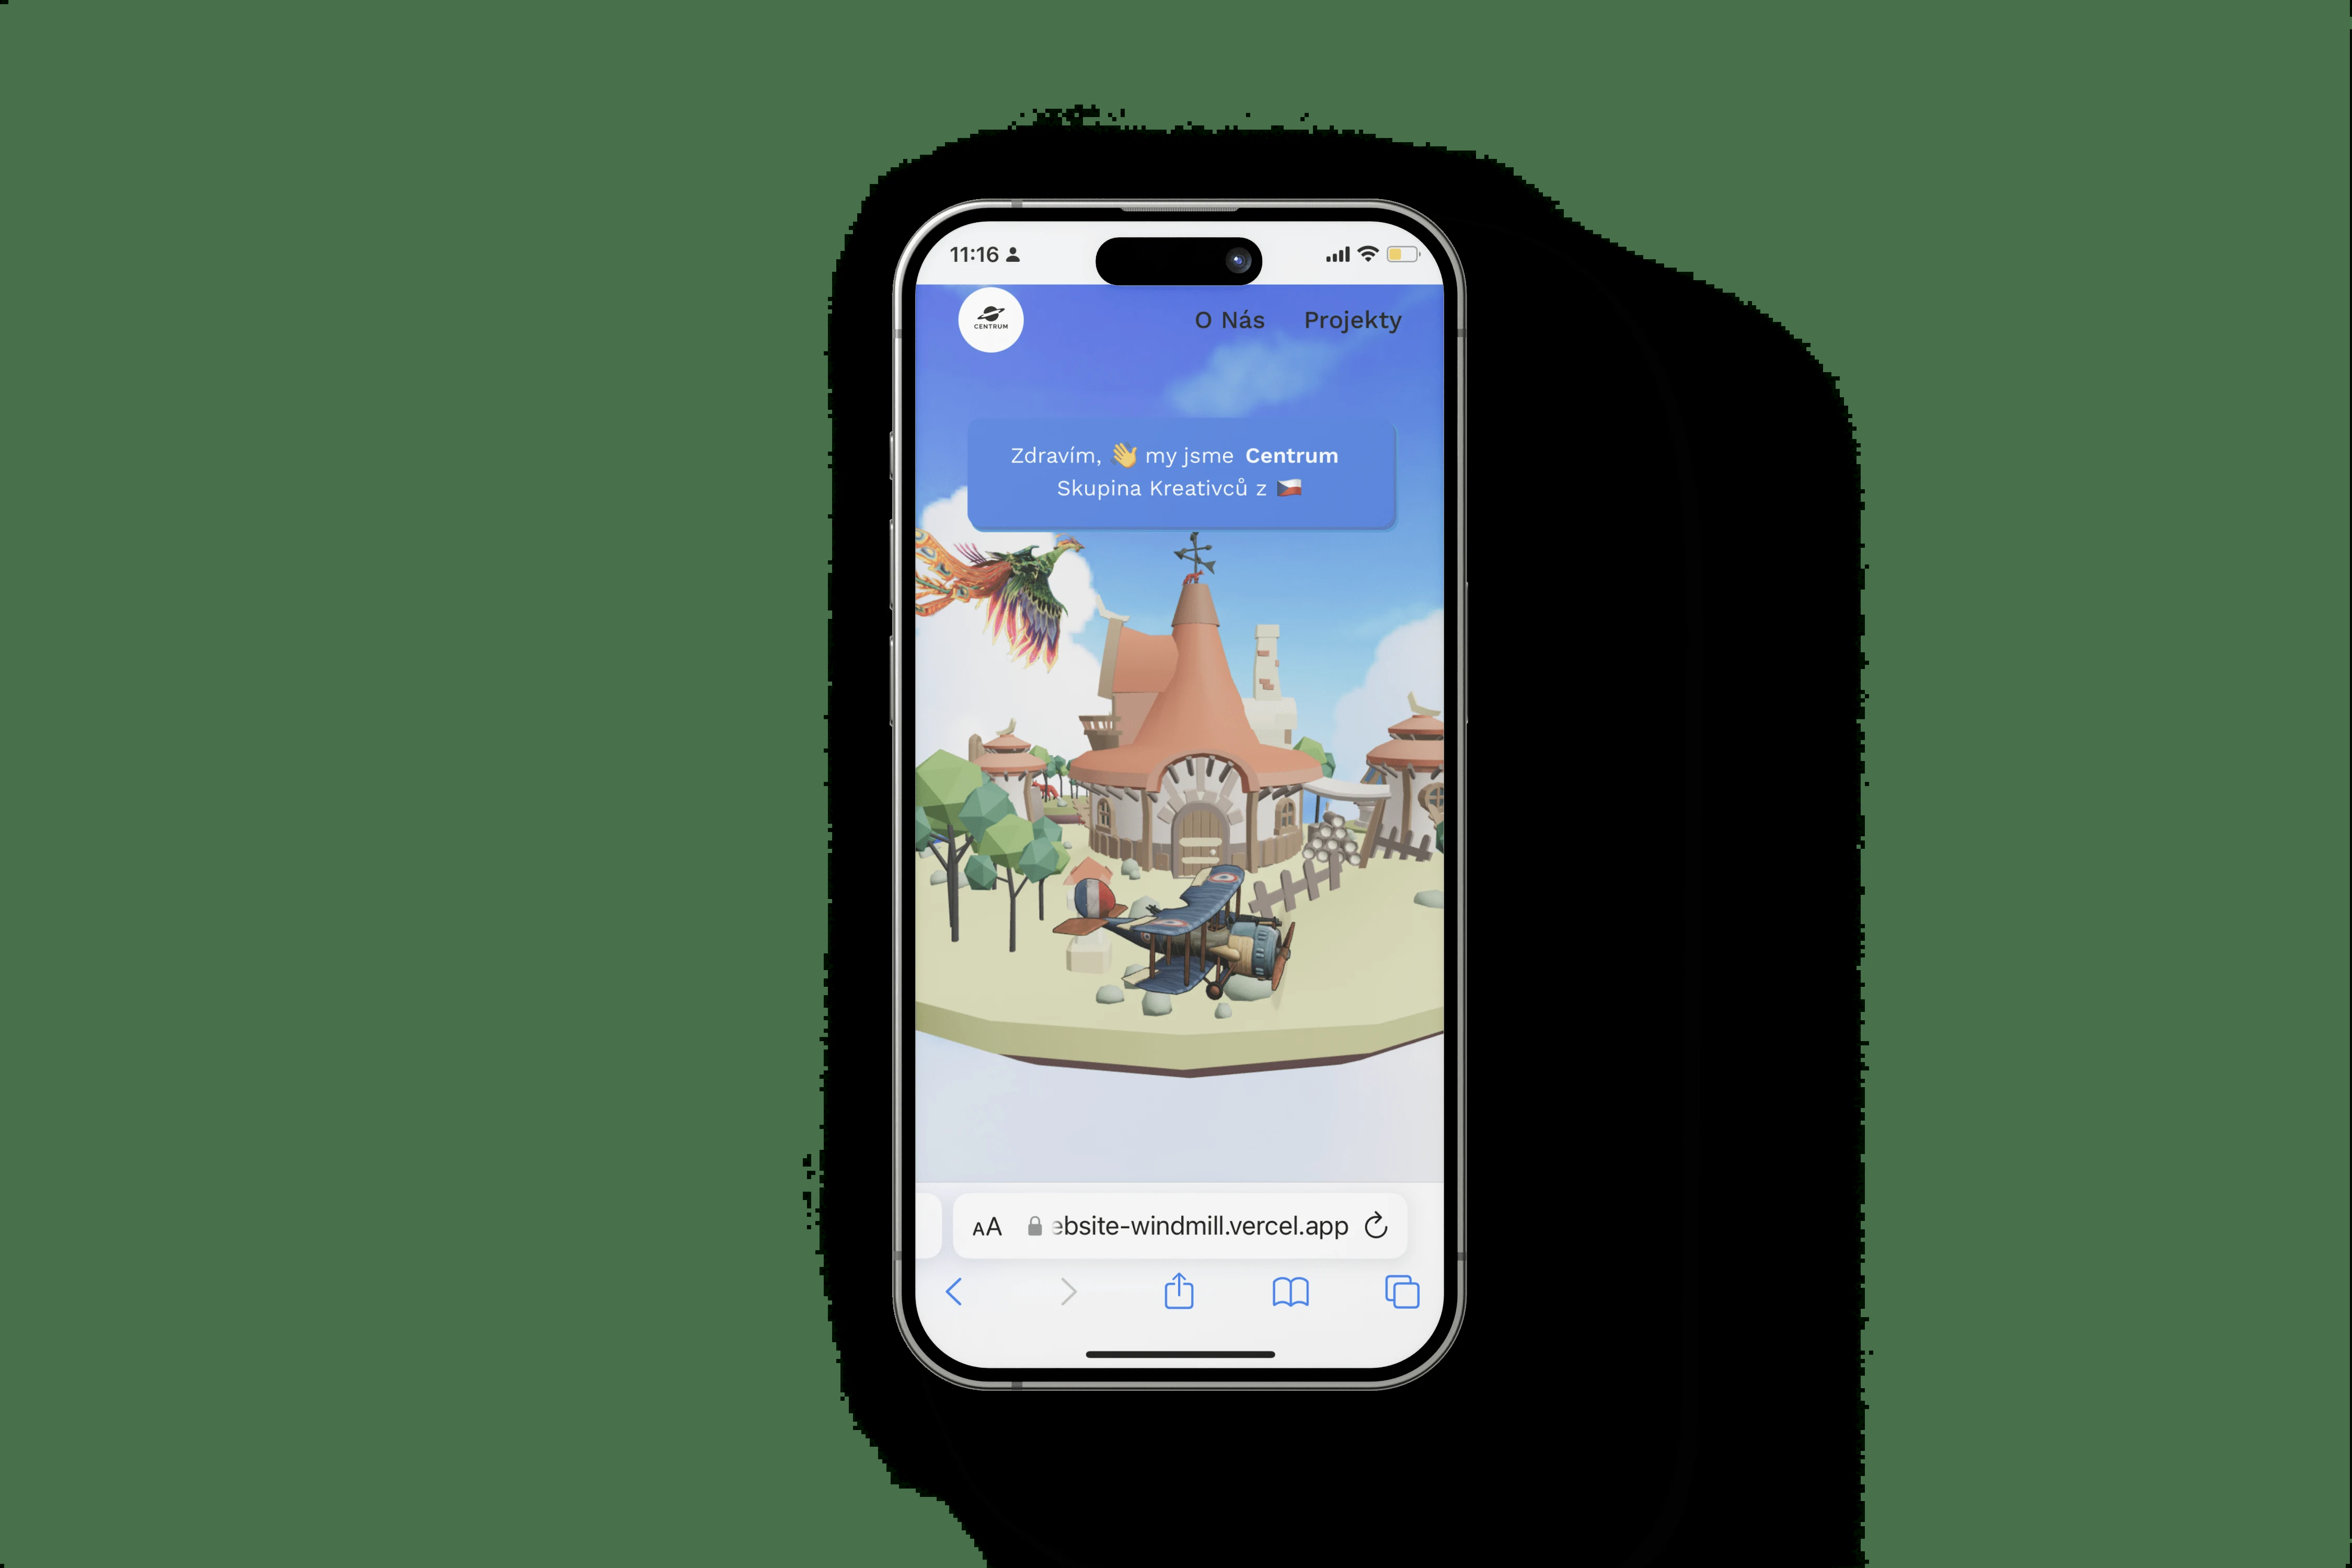 11:16
CENTRUM
O Nás Projekty
Zdravím, 👋 my jsme Centrum
Skupina Kreativců z 🇨🇿
AA ebsite-windmill.vercel.app